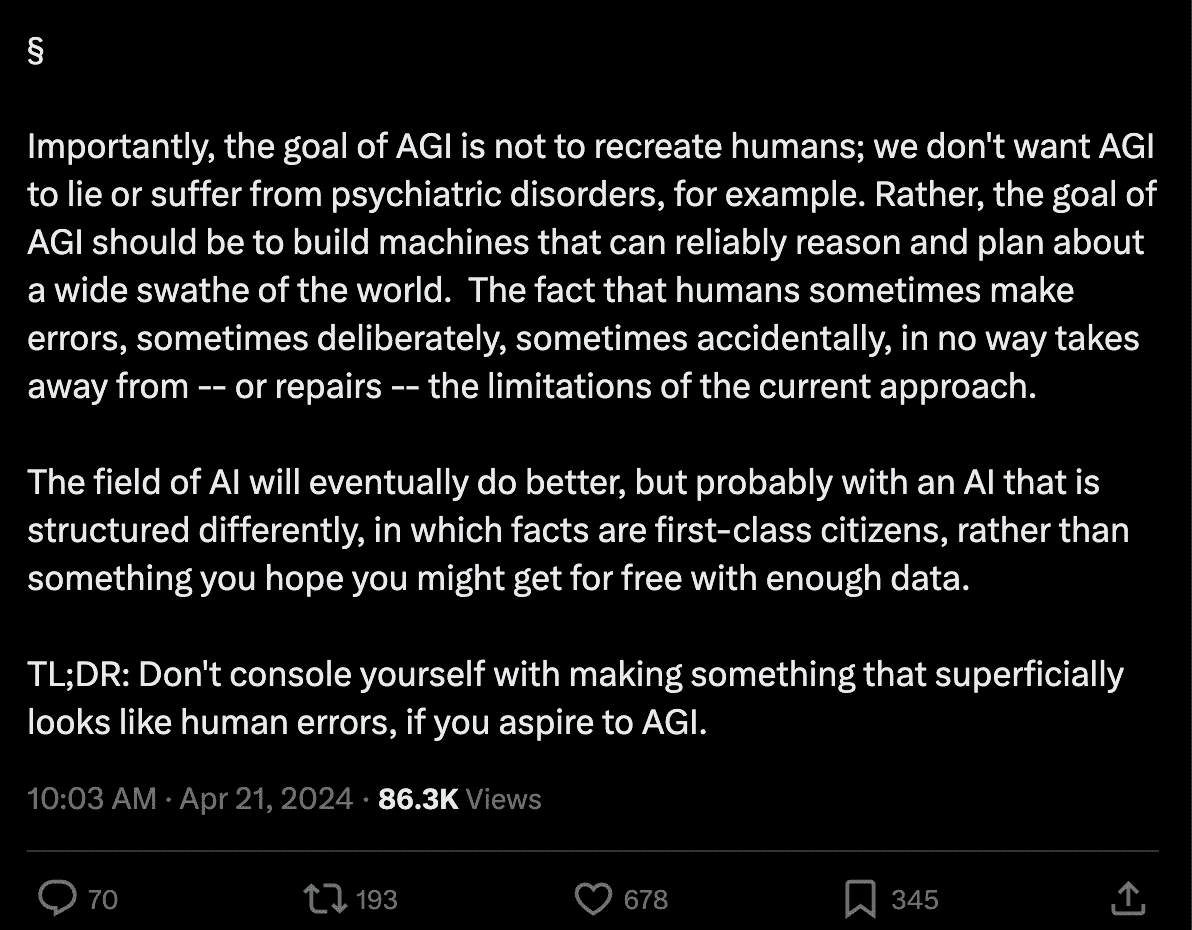 §
Importantly, the goal of AGI is not to recreate humans; we don't want AGI
to lie or suffer from psychiatric disorders, for example. Rather, the goal of
AGI should be to build machines that can reliably reason and plan about
a wide swathe of the world.  The fact that humans sometimes make
errors, sometimes deliberately, sometimes accidentally, in no way takes
away from -- or repairs -- the limitations of the current approach.
The field of AI will eventually do better, but probably with an AI that is
structured differently, in which facts are first-class citizens, rather than
something you hope you might get for free with enough data.
TL;DR: Don't console yourself with making something that superficially
looks like human errors, if you aspire to AGI.
10:03 AM · Apr 21, 2024 · 86.3K Views
70 193 678 345